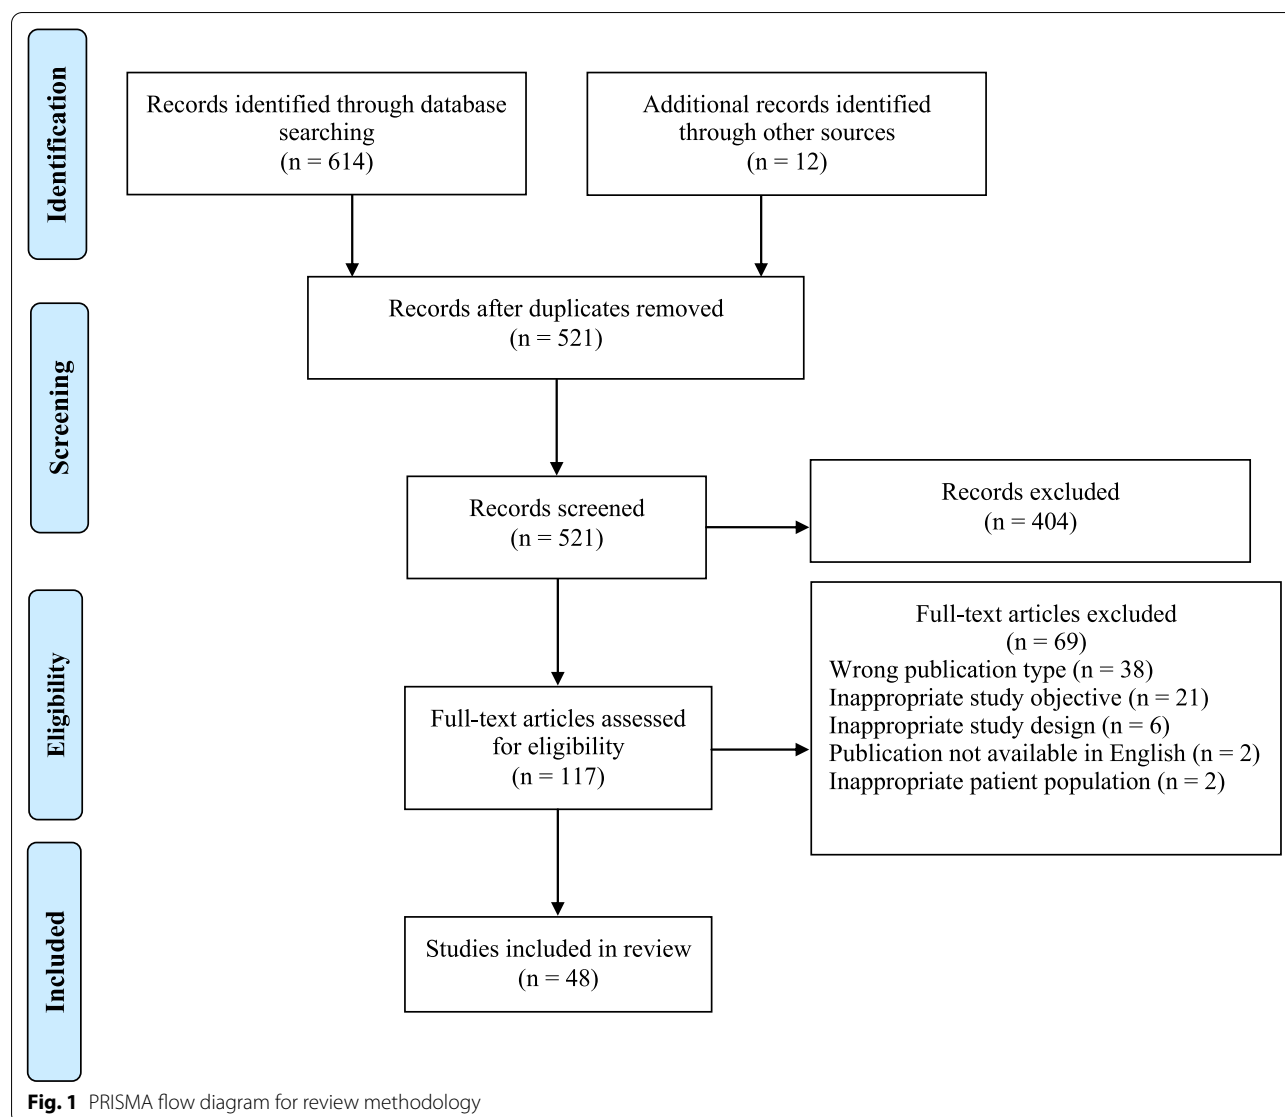 Identification
Records identified through database
searching
(n = 614)
Additional records identified
through other sources
(n = 12)
Screening
Records after duplicates removed
(n = 521)
Records screened
(n = 521)
Records excluded
(n = 404)
Eligibility
Full-text articles assessed
for eligibility
(n = 117)
Full-text articles excluded
(n = 69)
Wrong publication type (n = 38)
Inappropriate study objective (n = 21)
Inappropriate study design (n = 6)
Publication not available in English (n = 2)
Inappropriate patient population (n = 2)
Included
Studies included in review
(n = 48)
Fig. 1 PRISMA flow diagram for review methodology